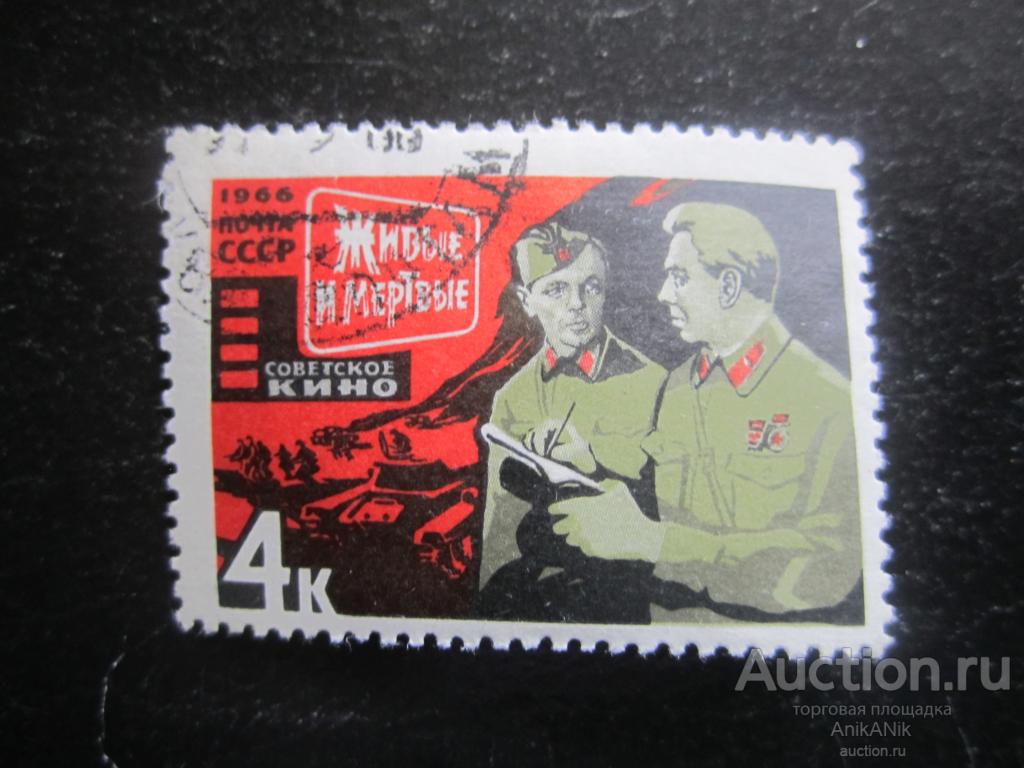 1966
ПОЧТА
СССР
ЖИВЫЕ
И МЕРТВЫЕ
СОВЕТСКОЕ
КИНО
4К
Auction.ru
торговая площадка
AnikANik
auction.ru